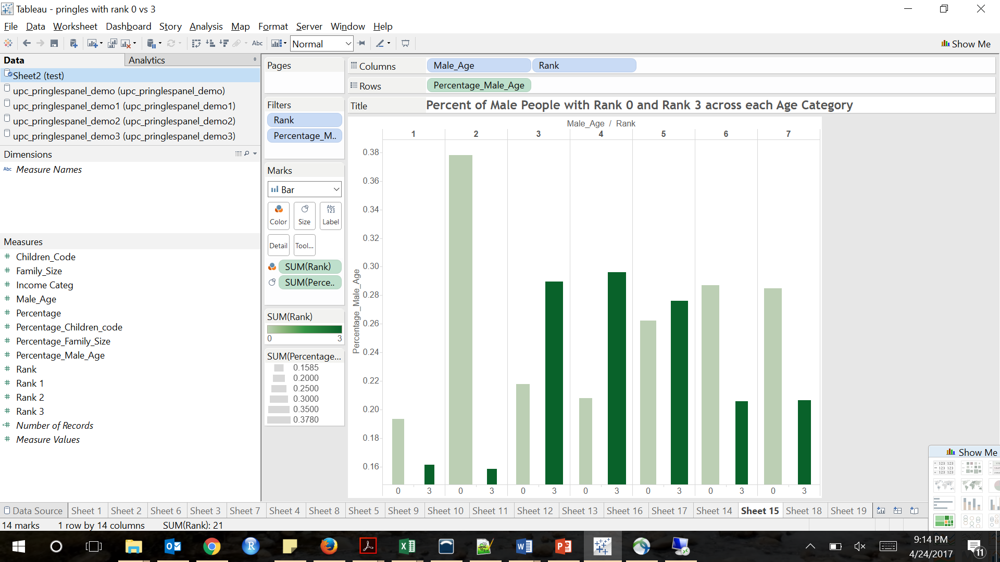 Tableau - pringles with rank 0 vs 3
File Data Worksheet Dashboard Story Analysis Map Format Server Window Help
Abc Normal Show Me
Data Analytics
Sheet2 (test)
upc_pringlespanel_demo (upc_pringlespanel_demo)
upc_pringlespanel_demo1 (upc_pringlespanel_demo1)
upc_pringlespanel_demo2 (upc_pringlespanel_demo2)
upc_pringlespanel_demo3 (upc_pringlespanel_demo3)
Dimensions
Abc Measure Names
Measures
# Children_Code
# Family_Size
# Income Categ
# Male_Age
# Percentage
# Percentage_Children_code
# Percentage_Family_Size
# Percentage_Male_Age
# Rank
# Rank 1
# Rank 2
# Rank 3
=# Number of Records
# Measure Values
Pages
Filters
Rank
Percentage_M..
Marks
Bar
Abc
123
Color Size Label
Detail Tool...
SUM(Rank)
SUM(Perce..
SUM(Rank)
0 3
SUM(Percentage...
0.1585
0.2000
0.2500
0.3000
0.3500
0.3780
Columns Male_Age Rank
Rows Percentage_Male_Age
Title Percent of Male People with Rank 0 and Rank 3 across each Age Category
Male_Age / Rank
1 2 3 4 5 6 7
Percentage_Male_Age
0.38
0.36
0.34
0.32
0.30
0.28
0.26
0.24
0.22
0.20
0.18
0.16
0 3 0 3 0 3 0 3 0 3 0 3 0 3
Show Me
123 123
123 123
Data Source Sheet 1 Sheet 2 Sheet 6 Sheet 3 Sheet 7 Sheet 4 Sheet 8 Sheet 5 Sheet 9 Sheet 10 Sheet 11 Sheet 12 Sheet 13 Sheet 16 Sheet 17 Sheet 14 Sheet 15 Sheet 18 Sheet 19
14 marks 1 row by 14 columns SUM(Rank): 21
9:14 PM
4/24/2017
11